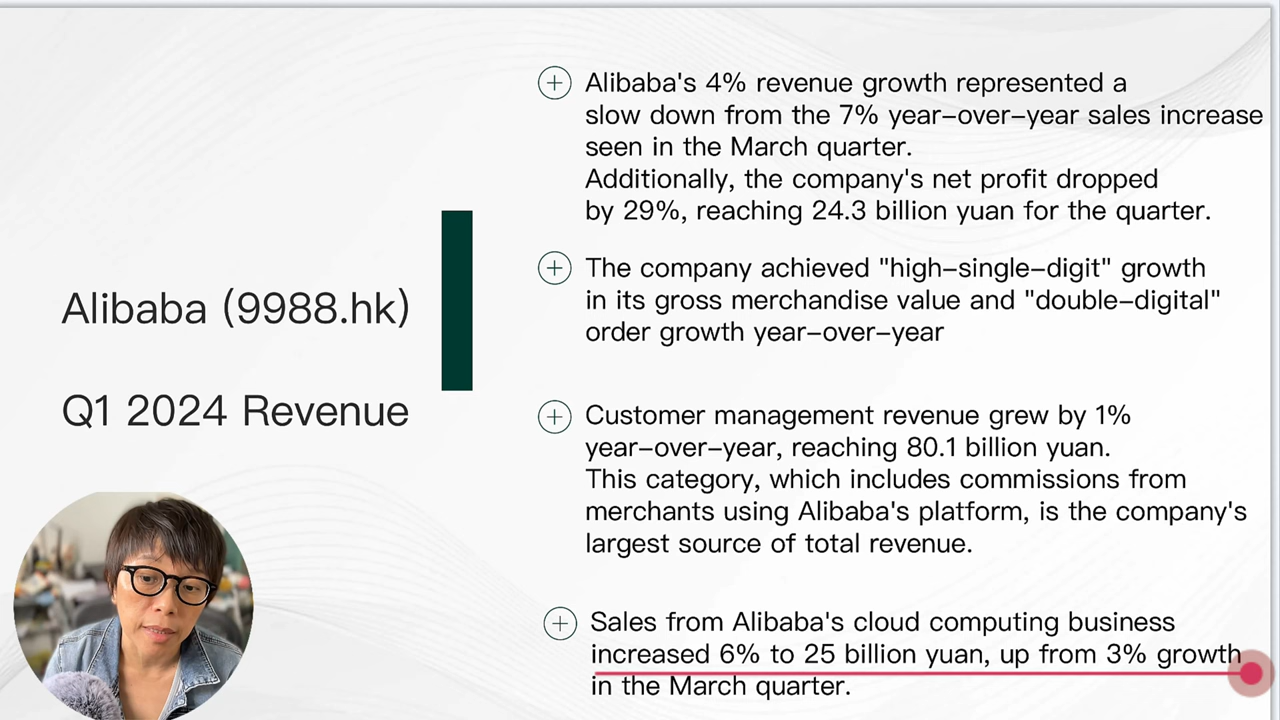 Alibaba (9988.hk)
Q1 2024 Revenue
Alibaba's 4% revenue growth represented a
slow down from the 7% year-over-year sales increase
seen in the March quarter.
Additionally, the company's net profit dropped
by 29%, reaching 24.3 billion yuan for the quarter.
The company achieved "high-single-digit" growth
in its gross merchandise value and "double-digital"
order growth year-over-year
Customer management revenue grew by 1%
year-over-year, reaching 80.1 billion yuan.
This category, which includes commissions from
merchants using Alibaba's platform, is the company's
largest source of total revenue.
Sales from Alibaba's cloud computing business
increased 6% to 25 billion yuan, up from 3% growth
in the March quarter.